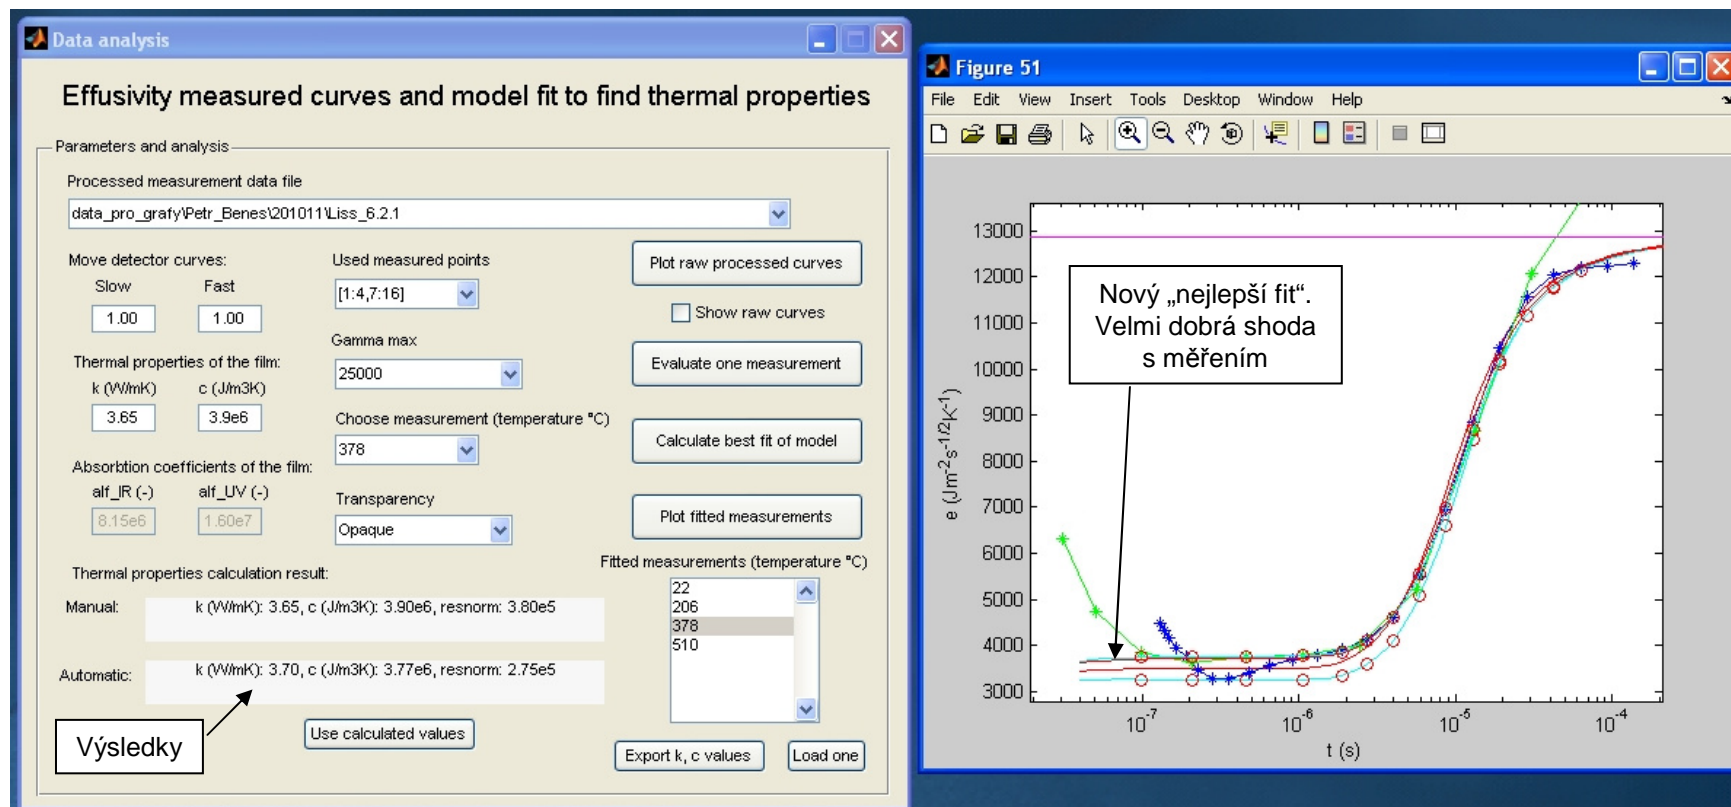 Data analysis
Effusivity measured curves and model fit to find thermal properties
Parameters and analysis
Processed measurement data file
data_pro_grafy\Petr_Benes\201011\Liss_6.2.1
Move detector curves:
Slow Fast
1.00 1.00
Thermal properties of the film:
k (W/mK) c (J/m3K)
3.65 3.9e6
Absorbtion coefficients of the film:
alf_IR (-) alf_UV (-)
8.15e6 1.60e7
Used measured points
[1:4,7:16]
Gamma max
25000
Choose measurement (temperature °C)
378
Transparency
Opaque
Plot raw processed curves
Show raw curves
Evaluate one measurement
Calculate best fit of model
Plot fitted measurements
Fitted measurements (temperature °C)
22
206
378
510
Thermal properties calculation result:
Manual: k (W/mK): 3.65, c (J/m3K): 3.90e6, resnorm: 3.80e5
Automatic: k (W/mK): 3.70, c (J/m3K): 3.77e6, resnorm: 2.75e5
Výsledky
Use calculated values
Export k, c values
Load one
Figure 51
File Edit View Insert Tools Desktop Window Help
13000
12000
11000
10000
9000
8000
7000
6000
5000
4000
3000
e (Jm-2s-1/2K-1)
Nový „nejlepší fit“.
Velmi dobrá shoda
s měřením
10-7 10-6 10-5 10-4
t (s)